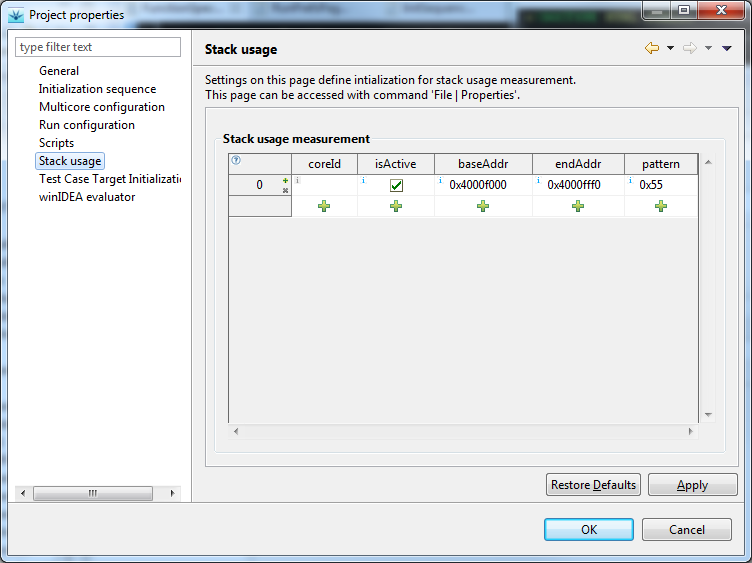 Project properties
type filter text
General
Initialization sequence
Multicore configuration
Run configuration
Scripts
Stack usage
Test Case Target Initializatio
winIDEA evaluator
Stack usage
Settings on this page define intialization for stack usage measurement.
This page can be accessed with command 'File | Properties'.
Stack usage measurement
coreId isActive baseAddr endAddr pattern
0 0x4000f000 0x4000fff0 0x55
Restore Defaults Apply
OK Cancel